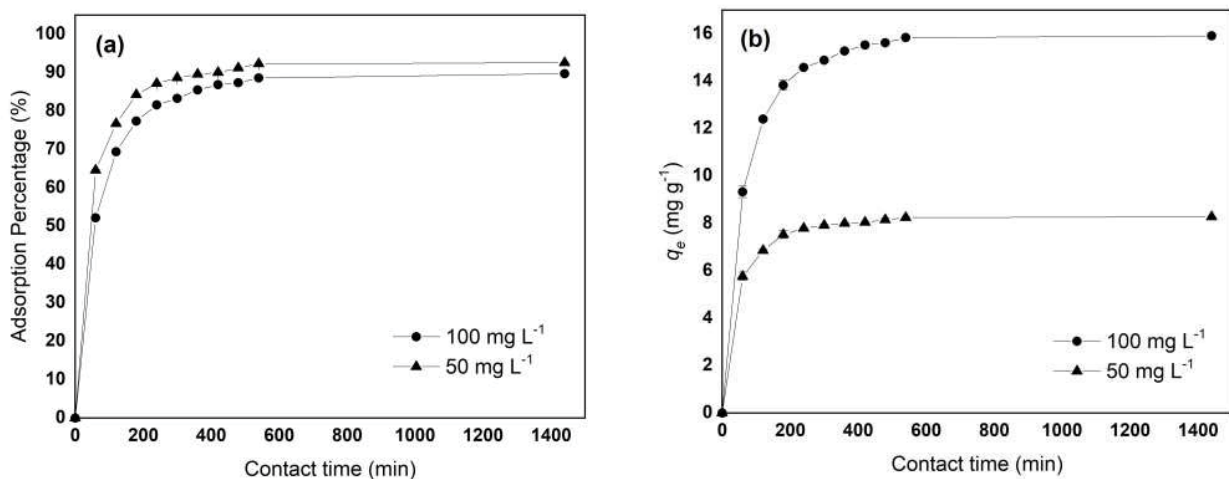 (a)
Adsorption Percentage (%)
100
90
80
70
60
50
40
30
20
10
0
0 200 400 600 800 1000 1200 1400
Contact time (min)
100 mg L⁻¹
50 mg L⁻¹
(b)
qₑ (mg g⁻¹)
16
14
12
10
8
6
4
2
0
0 200 400 600 800 1000 1200 1400
Contact time (min)
100 mg L⁻¹
50 mg L⁻¹